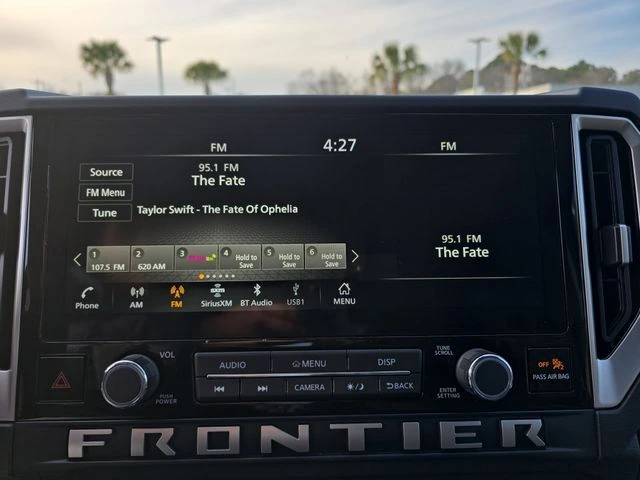 FM 4:27 FM
95.1 FM
The Fate
Source
FM Menu
Tune
Taylor Swift - The Fate Of Ophelia
95.1 FM
The Fate
1 2 3 4 5 6
107.5 FM 620 AM Hold to Save Hold to Save Hold to Save
Phone AM FM SiriusXM BT Audio USB1 MENU
sxm
VOL
PUSH
POWER
AUDIO MENU DISP
CAMERA BACK
TUNE
SCROLL
ENTER
SETTING
OFF
PASS AIR BAG
FRONTIER